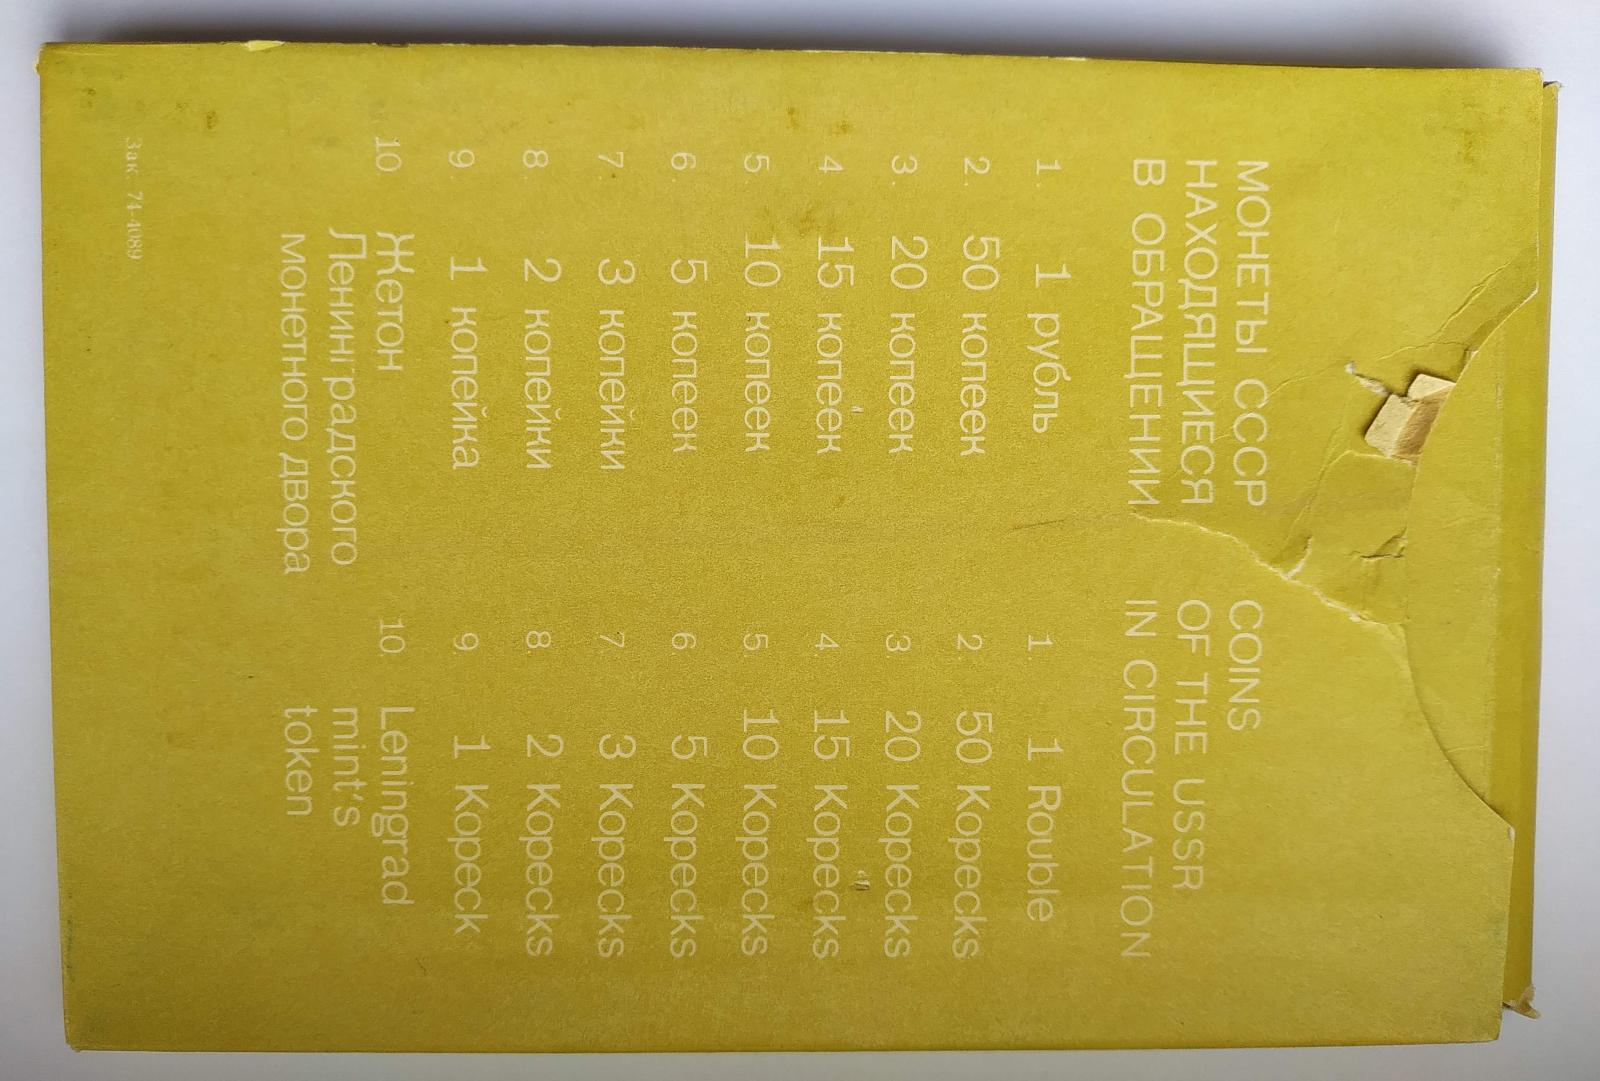 МОНЕТЫ СССР
НАХОДЯЩИЕСЯ
В ОБРАЩЕНИИ
1. 1 рубль
2. 50 копеек
3. 20 копеек
4. 15 копеек
5. 10 копеек
6. 5 копеек
7. 3 копейки
8. 2 копейки
9. 1 копейка
10 Жетон
Ленинградского
монетного двора
COINS
OF THE USSR
IN CIRCULATION
1. 1 Rouble
2. 50 Kopecks
3. 20 Kopecks
4. 15 Kopecks
5. 10 Kopecks
6. 5 Kopecks
7. 3 Kopecks
8. 2 Kopecks
9. 1 Kopeck
10. Leningrad
mint's
token
Зак. 74-4089